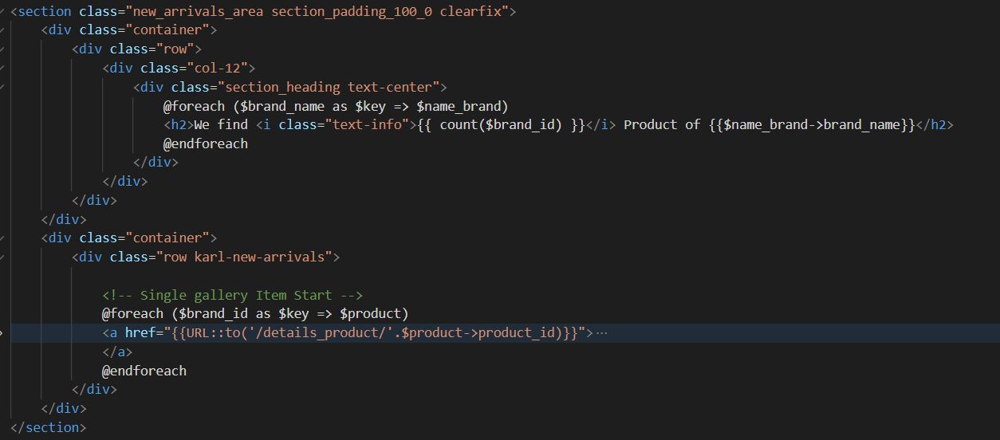 <section class="new_arrivals_area section_padding_100_0 clearfix">
<div class="container">
<div class="row">
<div class="col-12">
<div class="section_heading text-center">
@foreach ($brand_name as $key => $name_brand)
<h2>We find <i class="text-info">{{ count($brand_id) }}</i> Product of {{$name_brand->brand_name}}</h2>
@endforeach
</div>
</div>
</div>
</div>
<div class="container">
<div class="row karl-new-arrivals">
<!-- Single gallery Item Start -->
@foreach ($brand_id as $key => $product)
<a href="{{URL::to('/details_product/'.$product->product_id)}}">⋯
</a>
@endforeach
</div>
</div>
</section>